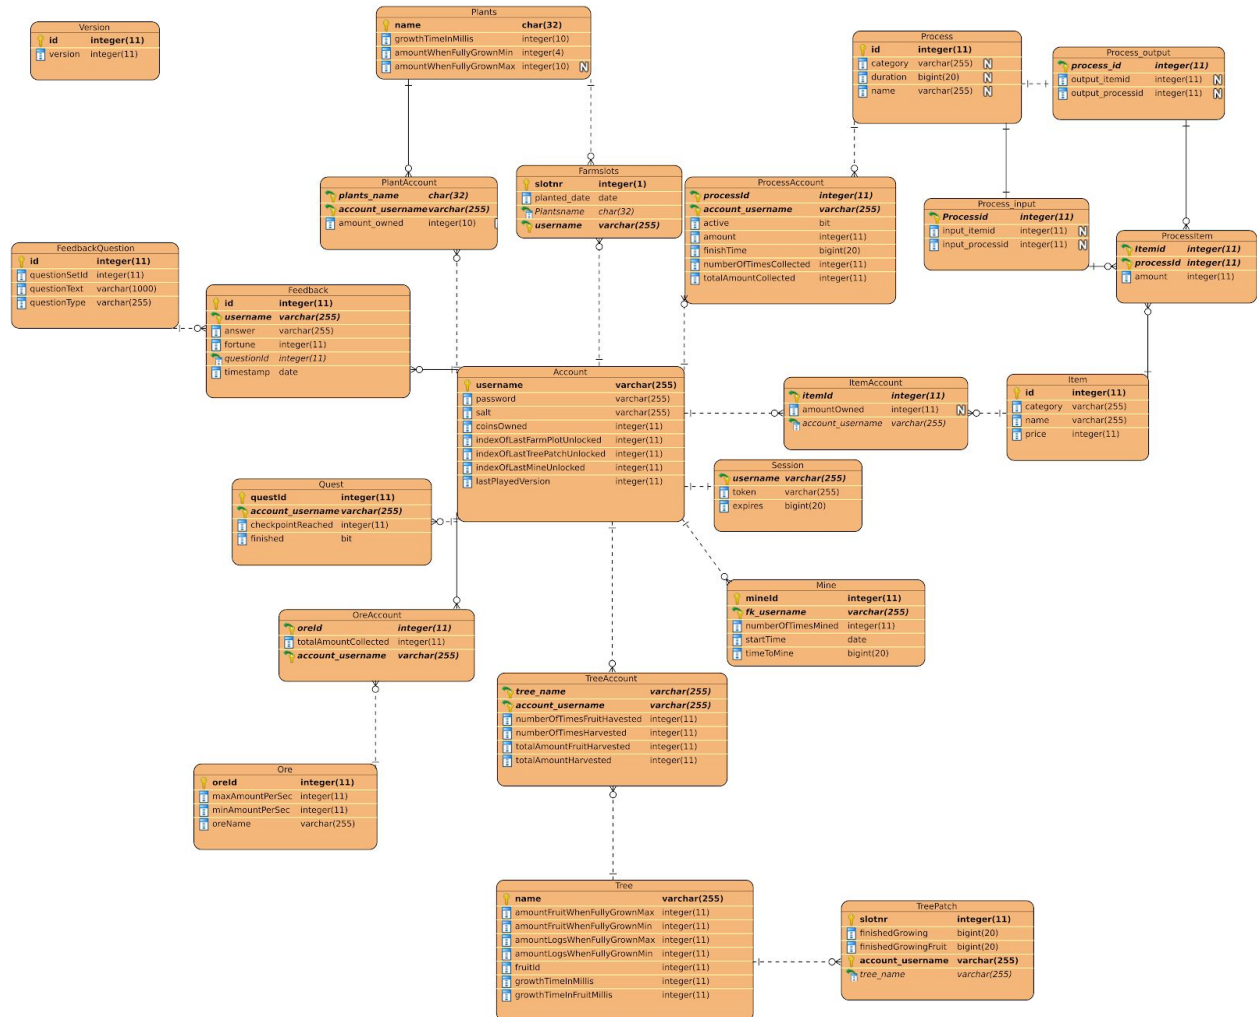 Plants
name char(32)
growthTimeInMillis integer(10)
amountWhenFullyGrownMin integer(4)
amountWhenFullyGrownMax integer(10) N
Version
id integer(11)
version integer(11)
Process
id integer(11)
category varchar(255) N
duration bigint(20) N
name varchar(255) N
Process_output
process_id integer(11)
output_itemid integer(11) N
output_processid integer(11) N
PlantAccount
plants_name char(32)
account_username varchar(255)
amount_owned integer(10)
Farmslots
slotnr integer(1)
planted_date date
Plantsname char(32)
username varchar(255)
ProcessAccount
processId integer(11)
account_username varchar(255)
active bit
amount integer(11)
finishTime bigint(20)
numberOfTimesCollected integer(11)
totalAmountCollected integer(11)
Process_input
Processid integer(11)
input_itemid integer(11) N
input_processid integer(11) N
ProcessItem
Itemid integer(11)
processId integer(11)
amount integer(11)
FeedbackQuestion
id integer(11)
questionSetId integer(11)
questionText varchar(1000)
questionType varchar(255)
Feedback
id integer(11)
username varchar(255)
answer varchar(255)
fortune integer(11)
questionId integer(11)
timestamp date
Account
username varchar(255)
password varchar(255)
salt varchar(255)
coinsOwned integer(11)
indexOfLastFarmPlotUnlocked integer(11)
indexOfLastTreePatchUnlocked integer(11)
indexOfLastMineUnlocked integer(11)
lastPlayedVersion integer(11)
ItemAccount
itemId integer(11)
amountOwned integer(11) N
account_username varchar(255)
Item
id integer(11)
category varchar(255)
name varchar(255)
price integer(11)
Session
username varchar(255)
token varchar(255)
expires bigint(20)
Quest
questId integer(11)
account_username varchar(255)
checkpointReached integer(11)
finished bit
Mine
mineId integer(11)
fk_username varchar(255)
numberOfTimesMined integer(11)
startTime date
timeToMine bigint(20)
OreAccount
oreId integer(11)
totalAmountCollected integer(11)
account_username varchar(255)
TreeAccount
tree_name varchar(255)
account_username varchar(255)
numberOfTimesFruitHavested integer(11)
numberOfTimesHarvested integer(11)
totalAmountFruitHarvested integer(11)
totalAmountHarvested integer(11)
Ore
oreId integer(11)
maxAmountPerSec integer(11)
minAmountPerSec integer(11)
oreName varchar(255)
Tree
name varchar(255)
amountFruitWhenFullyGrownMax integer(11)
amountFruitWhenFullyGrownMin integer(11)
amountLogsWhenFullyGrownMax integer(11)
amountLogsWhenFullyGrownMin integer(11)
fruitId integer(11)
growthTimeInMillis integer(11)
growthTimeInFruitMillis integer(11)
TreePatch
slotnr integer(11)
finishedGrowing bigint(20)
finishedGrowingFruit bigint(20)
account_username varchar(255)
tree_name varchar(255)